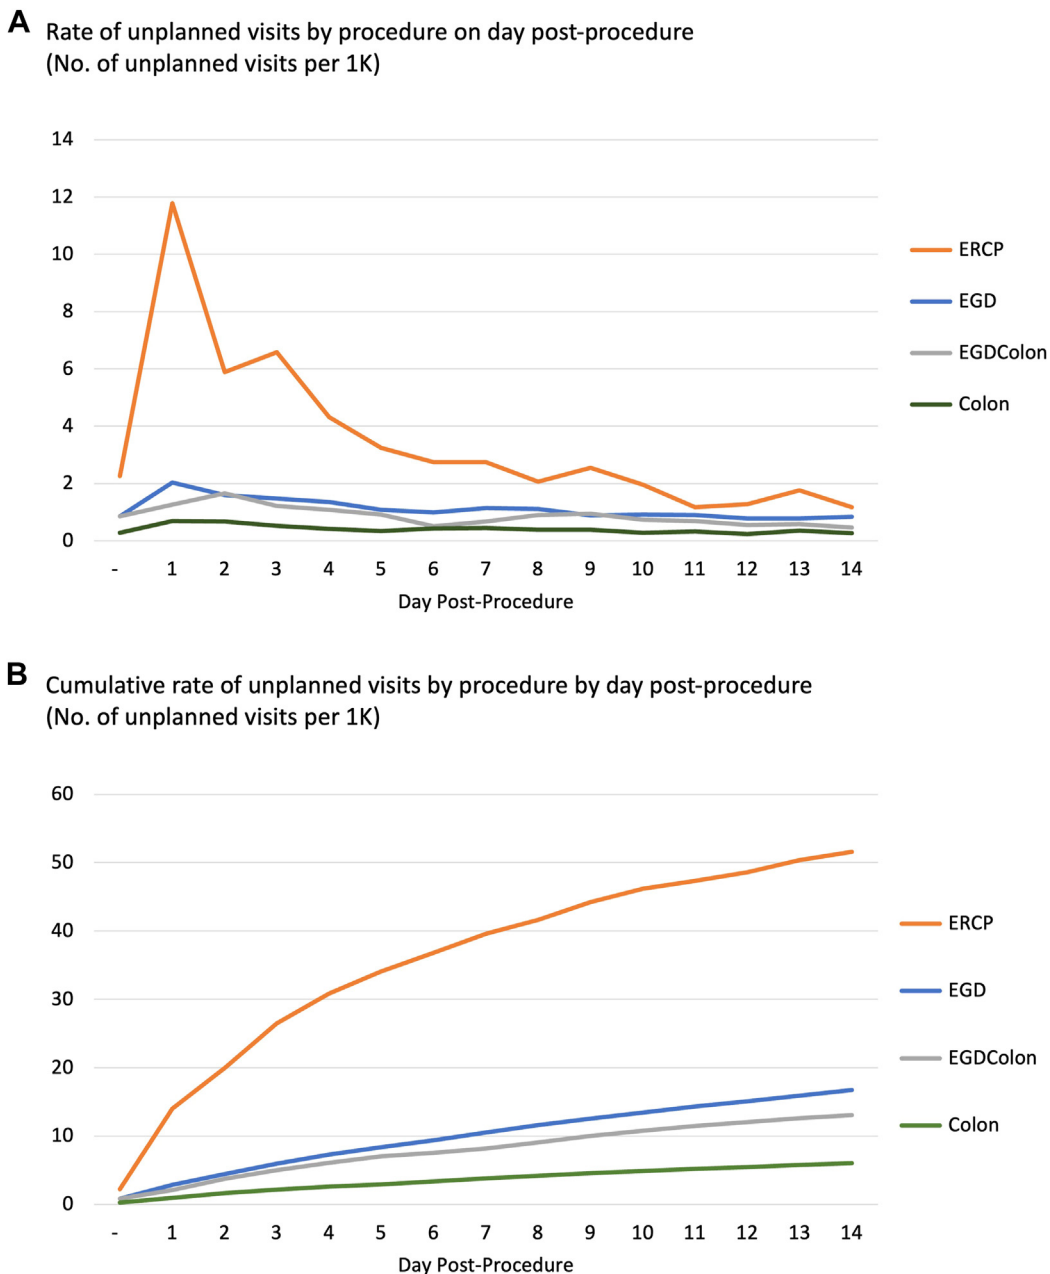 A
Rate of unplanned visits by procedure on day post-procedure
(No. of unplanned visits per 1K)
14
12
10
8
6
4
2
0
- 1 2 3 4 5 6 7 8 9 10 11 12 13 14
Day Post-Procedure
ERCP
EGD
EGDColon
Colon
B
Cumulative rate of unplanned visits by procedure by day post-procedure
(No. of unplanned visits per 1K)
60
50
40
30
20
10
0
- 1 2 3 4 5 6 7 8 9 10 11 12 13 14
Day Post-Procedure
ERCP
EGD
EGDColon
Colon